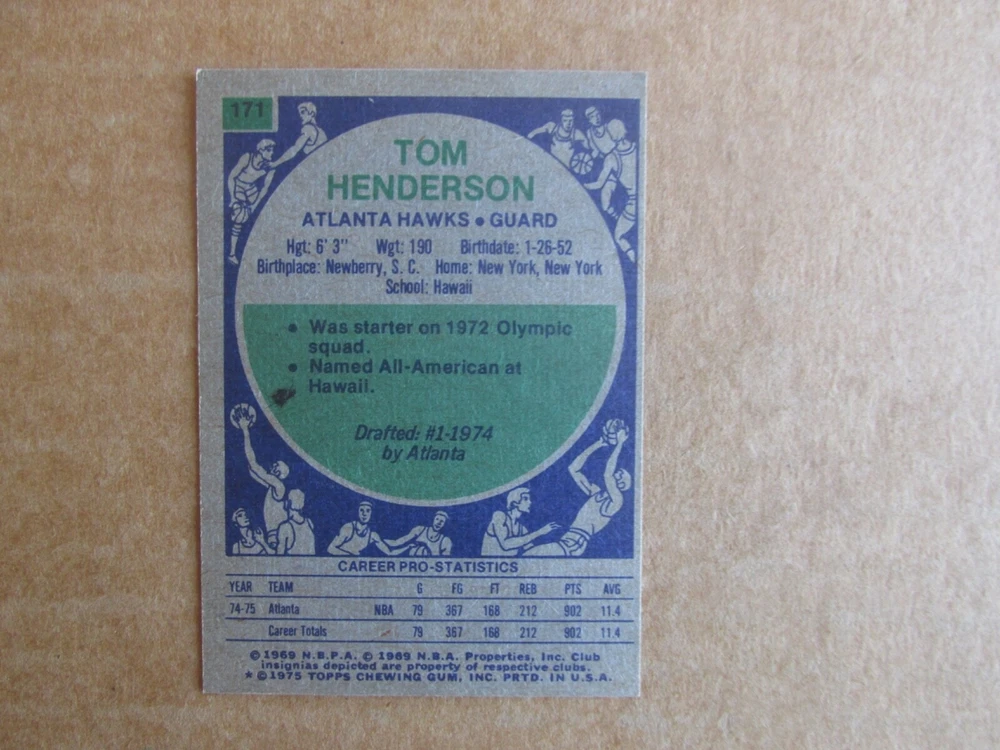 171
TOM
HENDERSON
ATLANTA HAWKS • GUARD
Hgt: 6' 3" Wgt: 190 Birthdate: 1-26-52
Birthplace: Newberry, S. C. Home: New York, New York
School: Hawaii
• Was starter on 1972 Olympic
squad.
• Named All-American at
Hawaii.
Drafted: #1-1974
by Atlanta
CAREER PRO-STATISTICS
YEAR TEAM G FG FT REB PTS AVG
74-75 Atlanta NBA 79 367 168 212 902 11.4
Career Totals 79 367 168 212 902 11.4
© 1969 N.B.P.A. © 1969 N.B.A. Properties, Inc. Club
insignias depicted are property of respective clubs.
* © 1975 TOPPS CHEWING GUM, INC. PRTD. IN U.S.A.